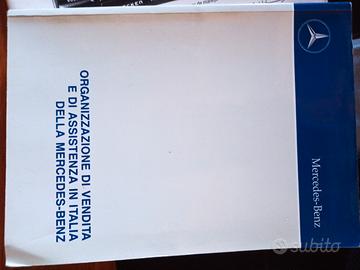 Mercedes-Benz
ORGANIZZAZIONE DI VENDITA
E DI ASSISTENZA IN ITALIA
DELLA MERCEDES-BENZ
subito